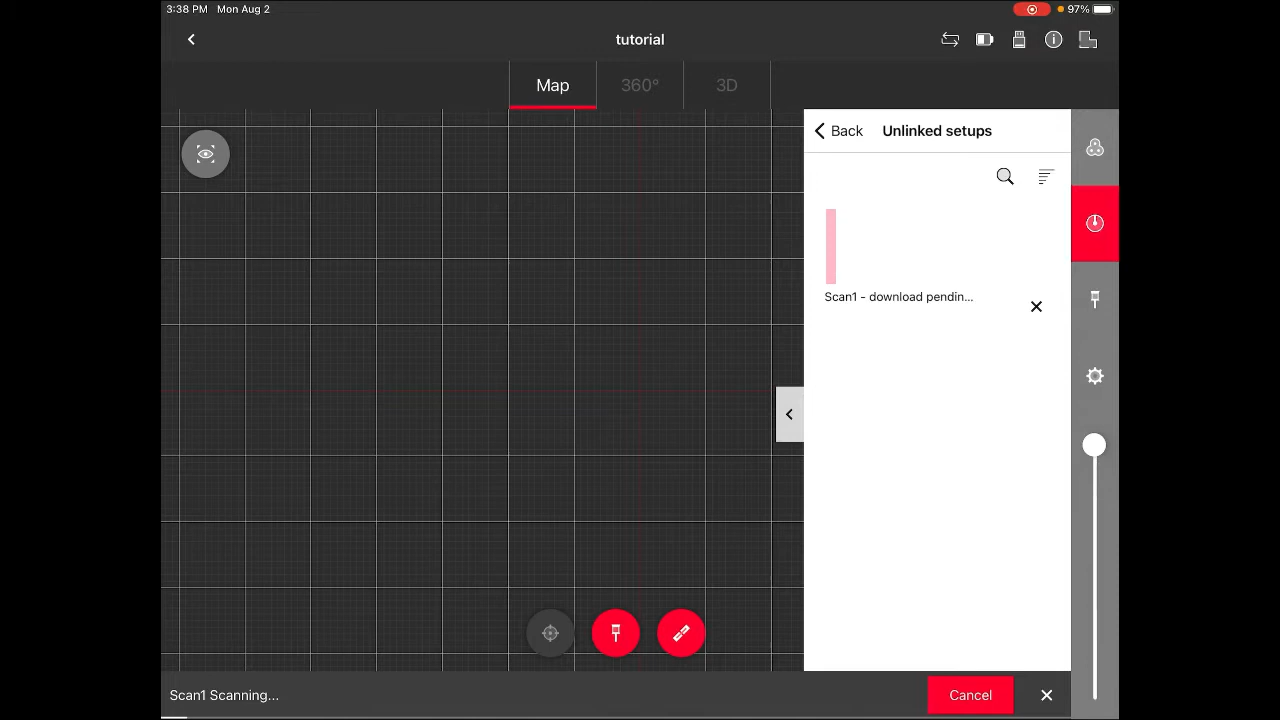 3:38 PM Mon Aug 2
97%
tutorial
Map
360°
3D
Back
Unlinked setups
Scan1 - download pendin...
Scan1 Scanning...
Cancel